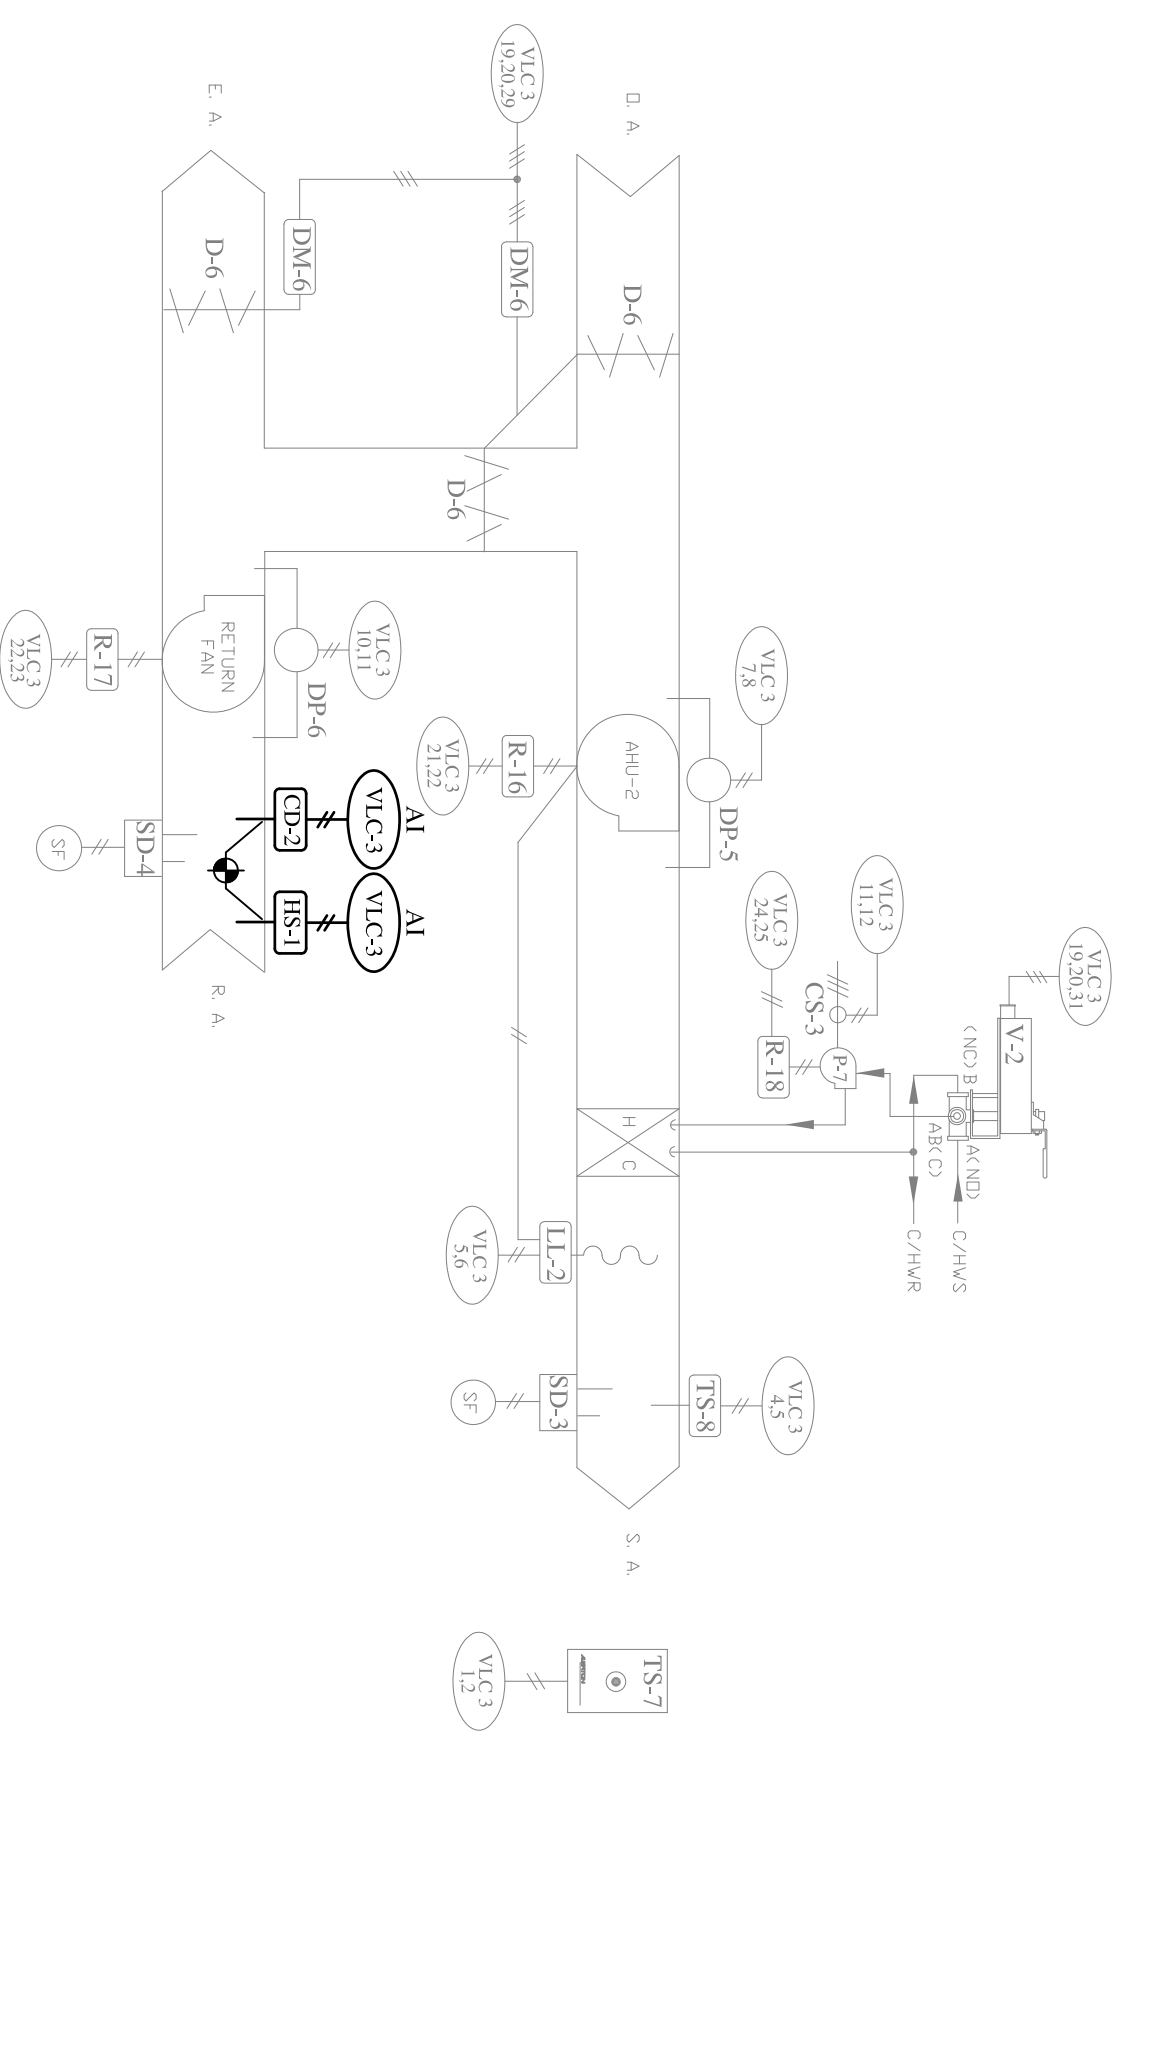 VLC 3
19,20,31
V-2
(NC) B
A(NO)
AB(C)
C/HWS
C/HWR
VLC 3
11,12
CS-3
P-7
VLC 3
24,25
R-18
VLC 3
7,8
DP-5
VLC 3
4,5
TS-8
O. A.
D-6
AHU-2
H C
S. A.
TS-7
VLC 3
19,20,29
DM-6
R-16
VLC 3
21,22
LL-2
VLC 3
5,6
SD-3
SF
VLC 3
1,2
D-6
AI
AI
VLC 3
10,11
DP-6
VLC-3
VLC-3
DM-6
CD-2
HS-1
E. A.
D-6
RETURN
FAN
R. A.
SD-4
R-17
SF
VLC 3
22,23